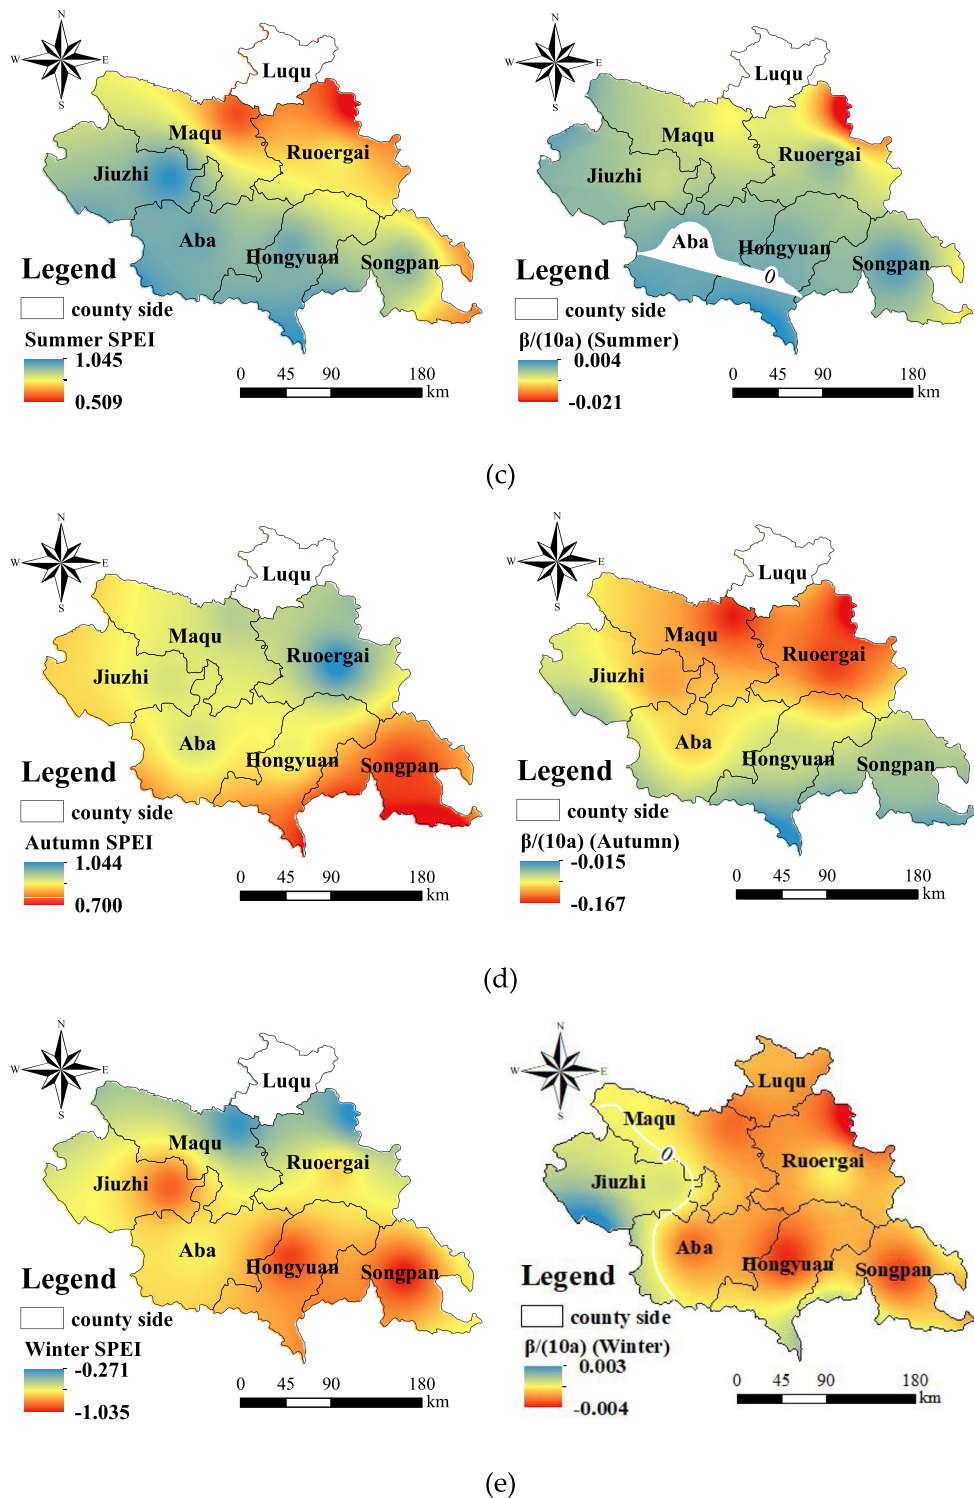 N
W E
S
Luqu
Maqu
Ruoergai
Jiuzhi
Aba
Hongyuan
Songpan
Legend
county side
Summer SPEI
1.045
0.509
0 45 90 180
km
N
W E
S
Luqu
Maqu
Ruoergai
Jiuzhi
Aba
Hongyuan
Songpan
0
Legend
county side
β/(10a) (Summer)
0.004
-0.021
0 45 90 180
km
(c)
N
W E
S
Luqu
Maqu
Ruoergai
Jiuzhi
Aba
Hongyuan
Songpan
Legend
county side
Autumn SPEI
1.044
0.700
0 45 90 180
km
N
W E
S
Luqu
Maqu
Ruoergai
Jiuzhi
Aba
Hongyuan
Songpan
Legend
county side
β/(10a) (Autumn)
-0.015
-0.167
0 45 90 180
km
(d)
N
W E
S
Luqu
Maqu
Ruoergai
Jiuzhi
Aba
Hongyuan
Songpan
Legend
county side
Winter SPEI
-0.271
-1.035
0 45 90 180
km
N
W E
S
Luqu
Maqu
0
Ruoergai
Jiuzhi
Aba
Hongyuan
Songpan
Legend
county side
β/(10a) (Winter)
0.003
-0.004
0 45 90 180
km
(e)